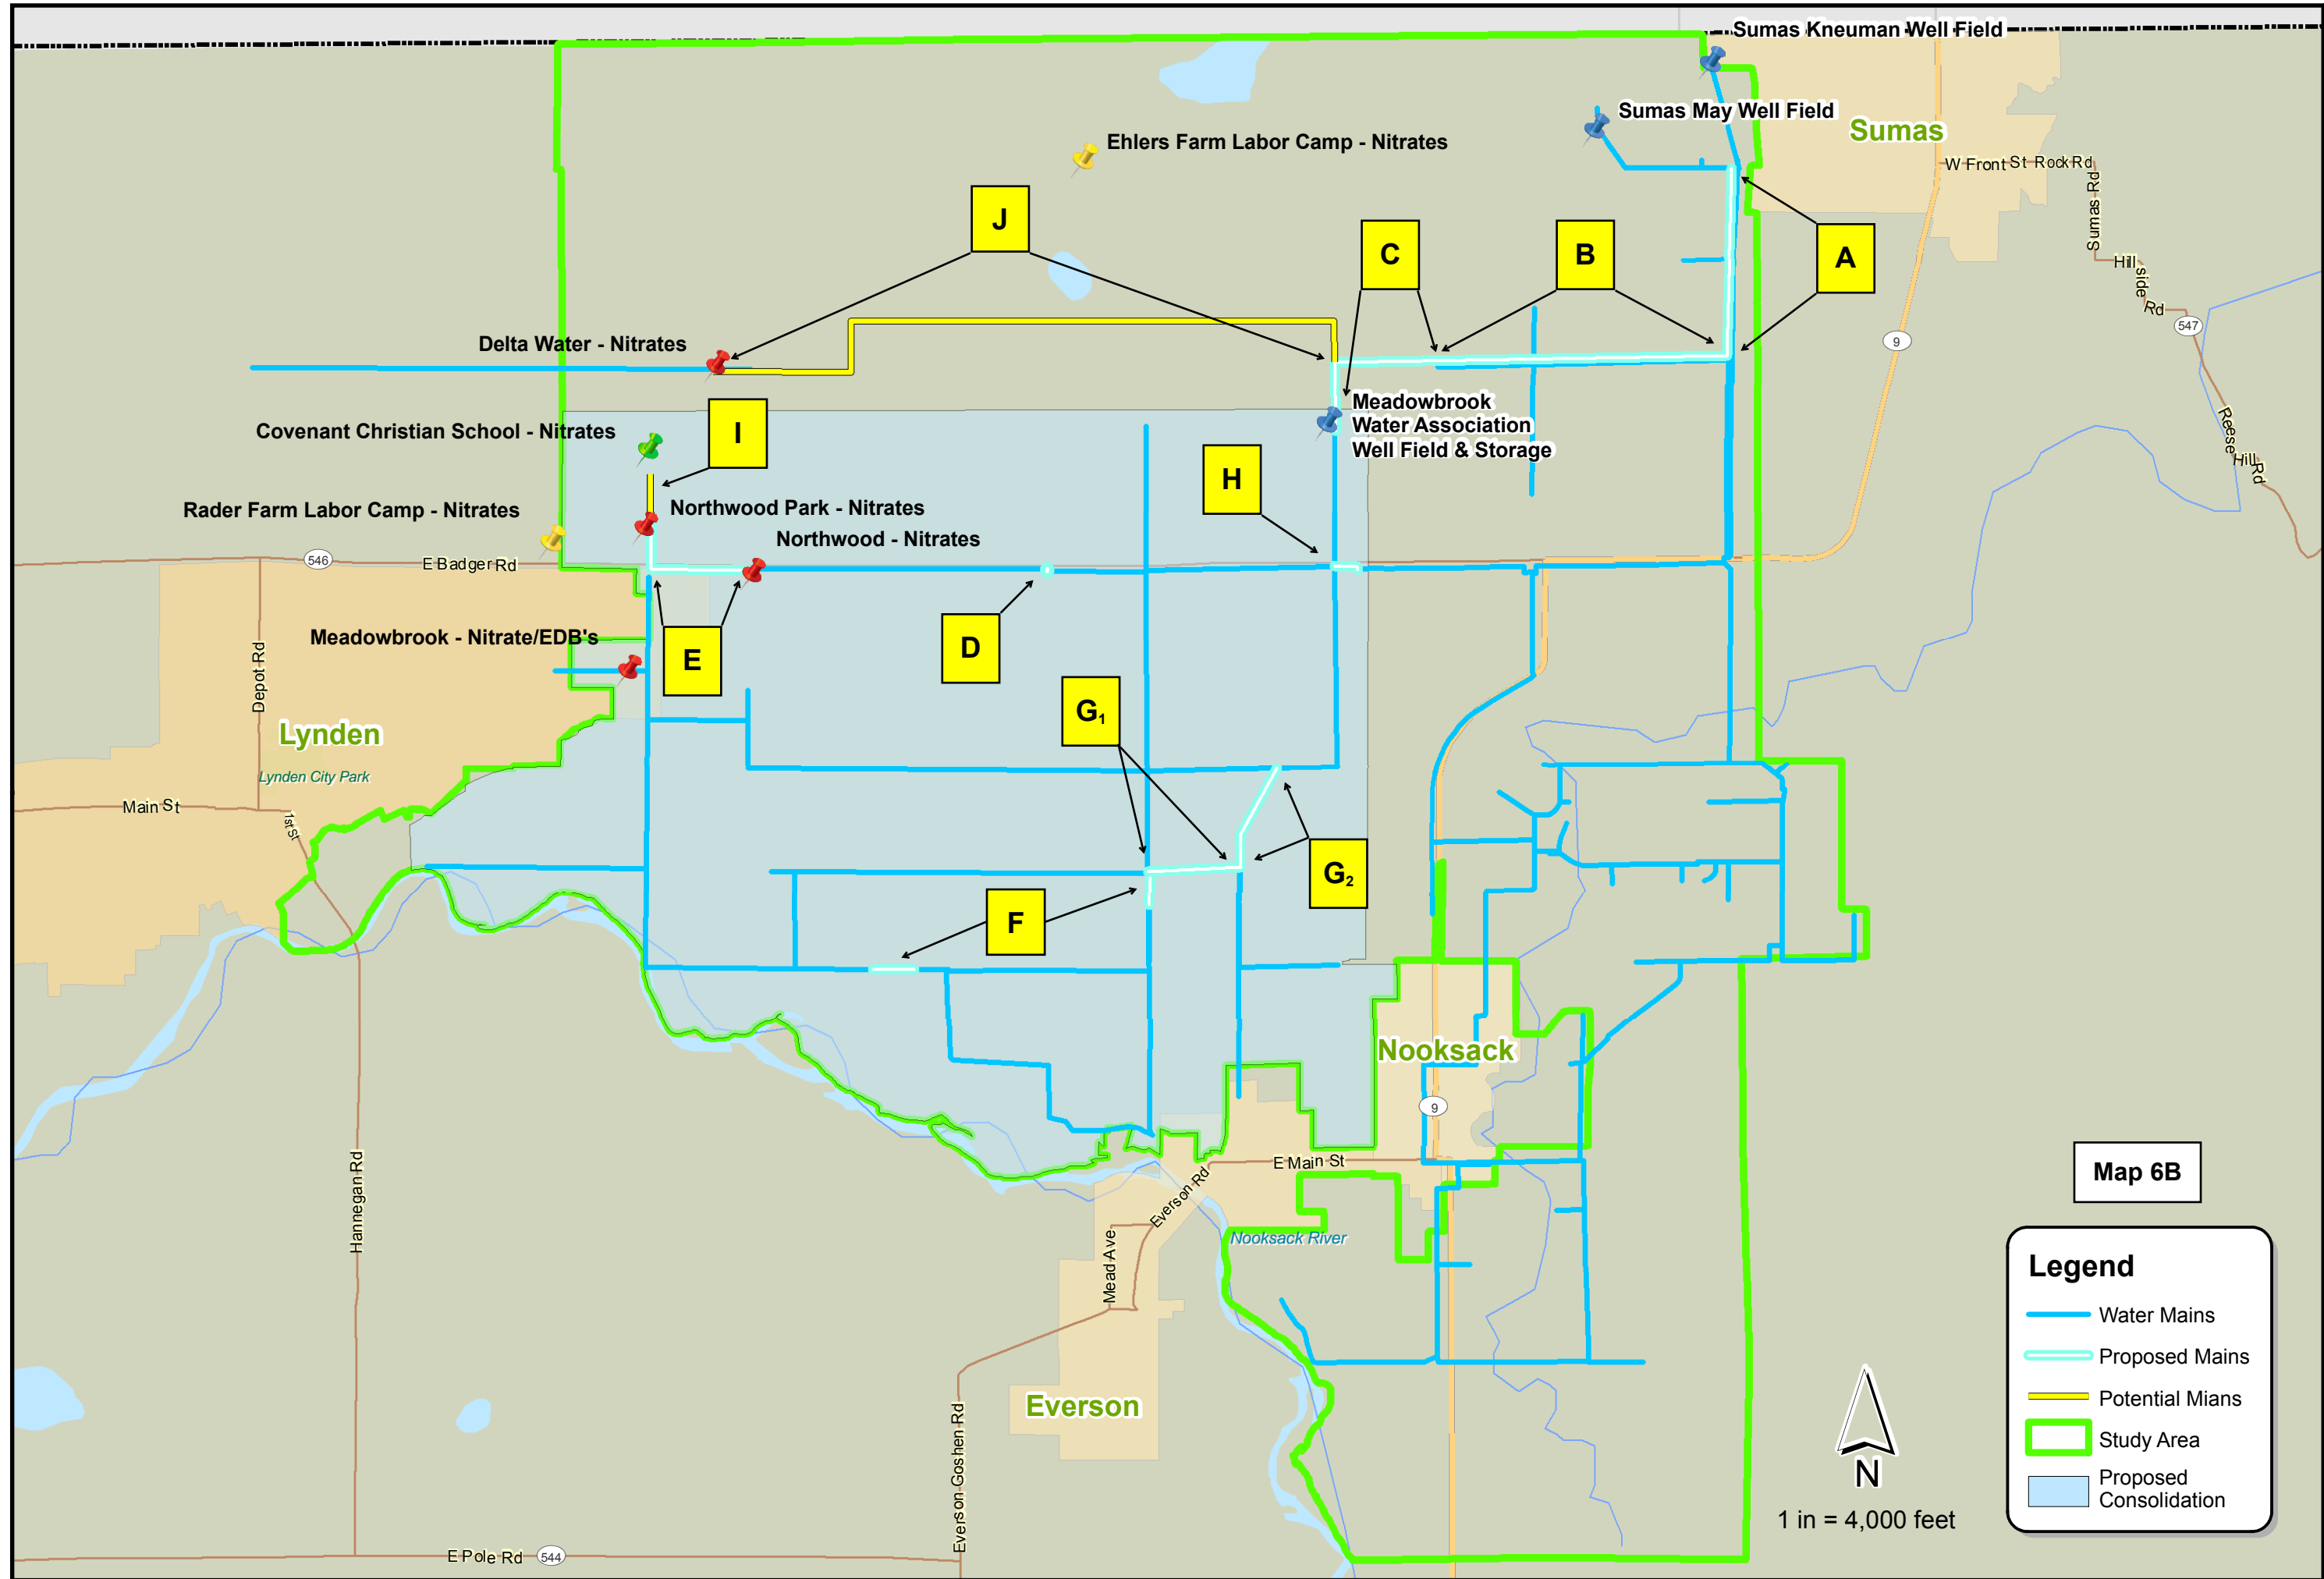 Sumas Kneuman Well Field
Sumas May Well Field
Sumas
Ehlers Farm Labor Camp - Nitrates
W Front St Rock Rd
Sumas Rd
Hillside Rd
547
Reese Hill Rd
J
C
B
A
9
Delta Water - Nitrates
Meadowbrook
Water Association
Well Field & Storage
Covenant Christian School - Nitrates
I
H
Rader Farm Labor Camp - Nitrates
Northwood Park - Nitrates
Northwood - Nitrates
546
E Badger Rd
Meadowbrook - Nitrate/EDB's
E
D
Depot Rd
G1
Lynden
Lynden City Park
Main St
1st St
G2
F
Nooksack
9
Hannegan Rd
E Main St
Everson Rd
Mead Ave
Nooksack River
Everson
Everson Goshen Rd
E Pole Rd
544
Map 6B
Legend
Water Mains
Proposed Mains
Potential Mians
Study Area
Proposed
Consolidation
N
1 in = 4,000 feet